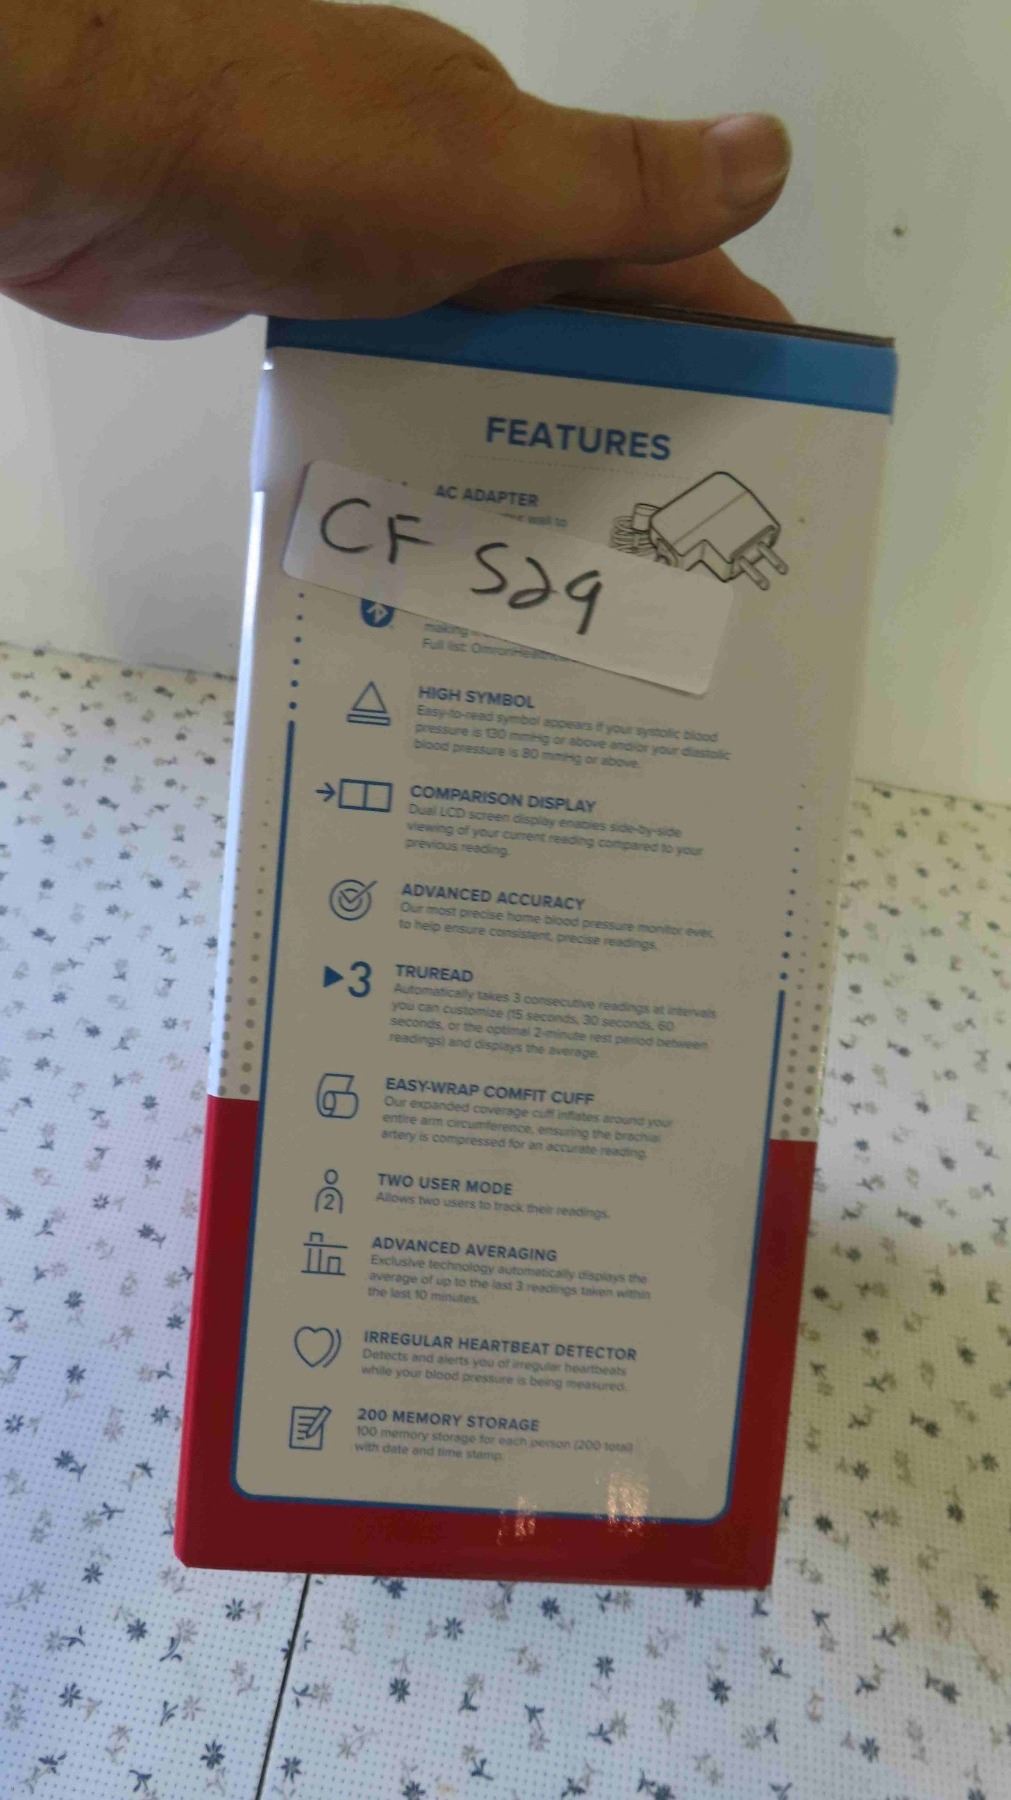 FEATURES
AC ADAPTER
wall to
CF S29
making
Full list: OmronHealthc
HIGH SYMBOL
Easy-to-read symbol appears if your systolic blood
pressure is 130 mmHg or above and/or your diastolic
blood pressure is 80 mmHg or above.
COMPARISON DISPLAY
Dual LCD screen display enables side-by-side
viewing of your current reading compared to your
previous reading.
ADVANCED ACCURACY
Our most precise home blood pressure monitor ever,
to help ensure consistent, precise readings.
3
TRUREAD
Automatically takes 3 consecutive readings at intervals
you can customize (15 seconds, 30 seconds, 60
seconds, or the optimal 2-minute rest period between
readings) and displays the average.
EASY-WRAP COMFIT CUFF
Our expanded coverage cuff inflates around your
entire arm circumference, ensuring the brachial
artery is compressed for an accurate reading.
2
TWO USER MODE
Allows two users to track their readings.
ADVANCED AVERAGING
Exclusive technology automatically displays the
average of up to the last 3 readings taken within
the last 10 minutes.
IRREGULAR HEARTBEAT DETECTOR
Detects and alerts you of irregular heartbeats
while your blood pressure is being measured.
200 MEMORY STORAGE
100 memory storage for each person (200 total)
with date and time stamp.